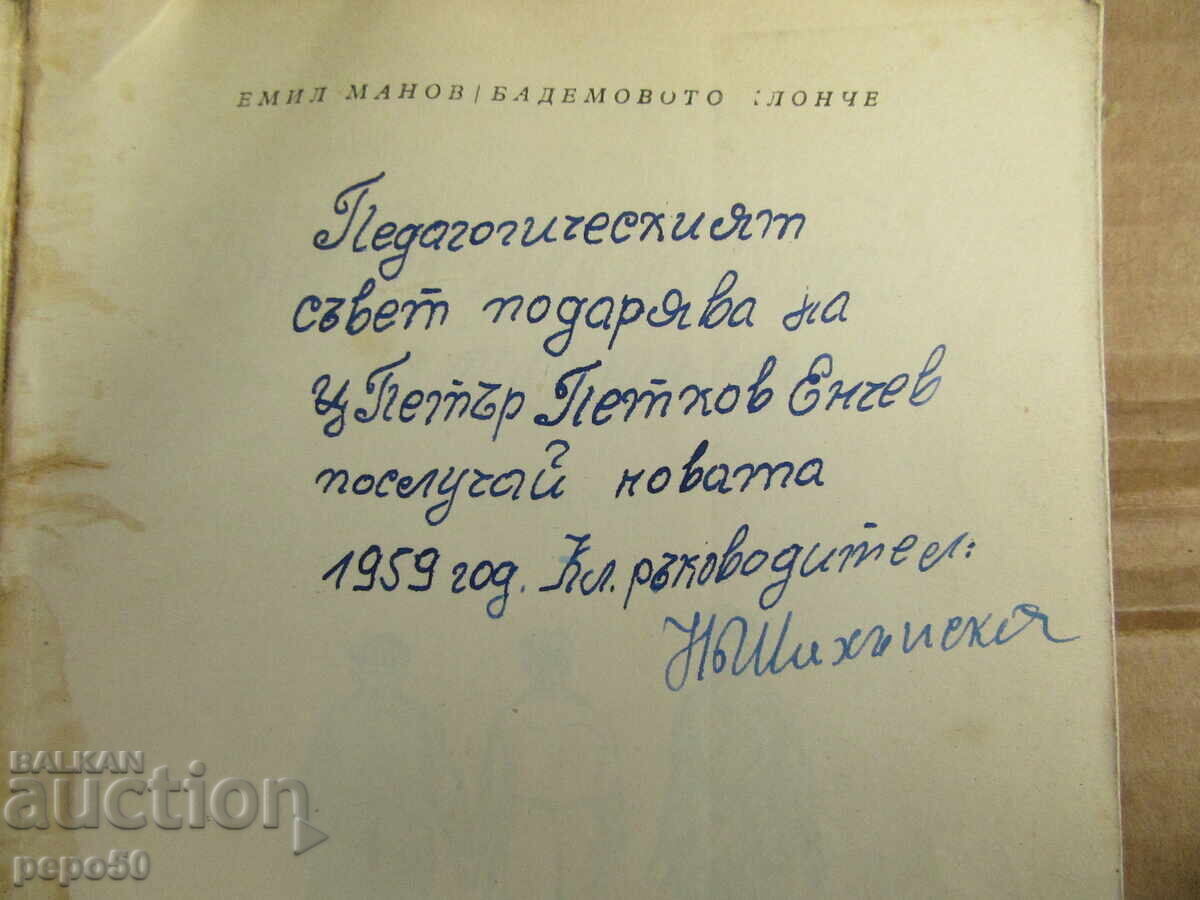 ЕМИЛ МАНОВ / БАДЕМОВОТО ЛОНЧЕ
Педагогическият
съвет подарява на
Петър Петков Енчев
послучай новата
1959 год. Кл. ръководител:
BALKAN
auction
pepo50